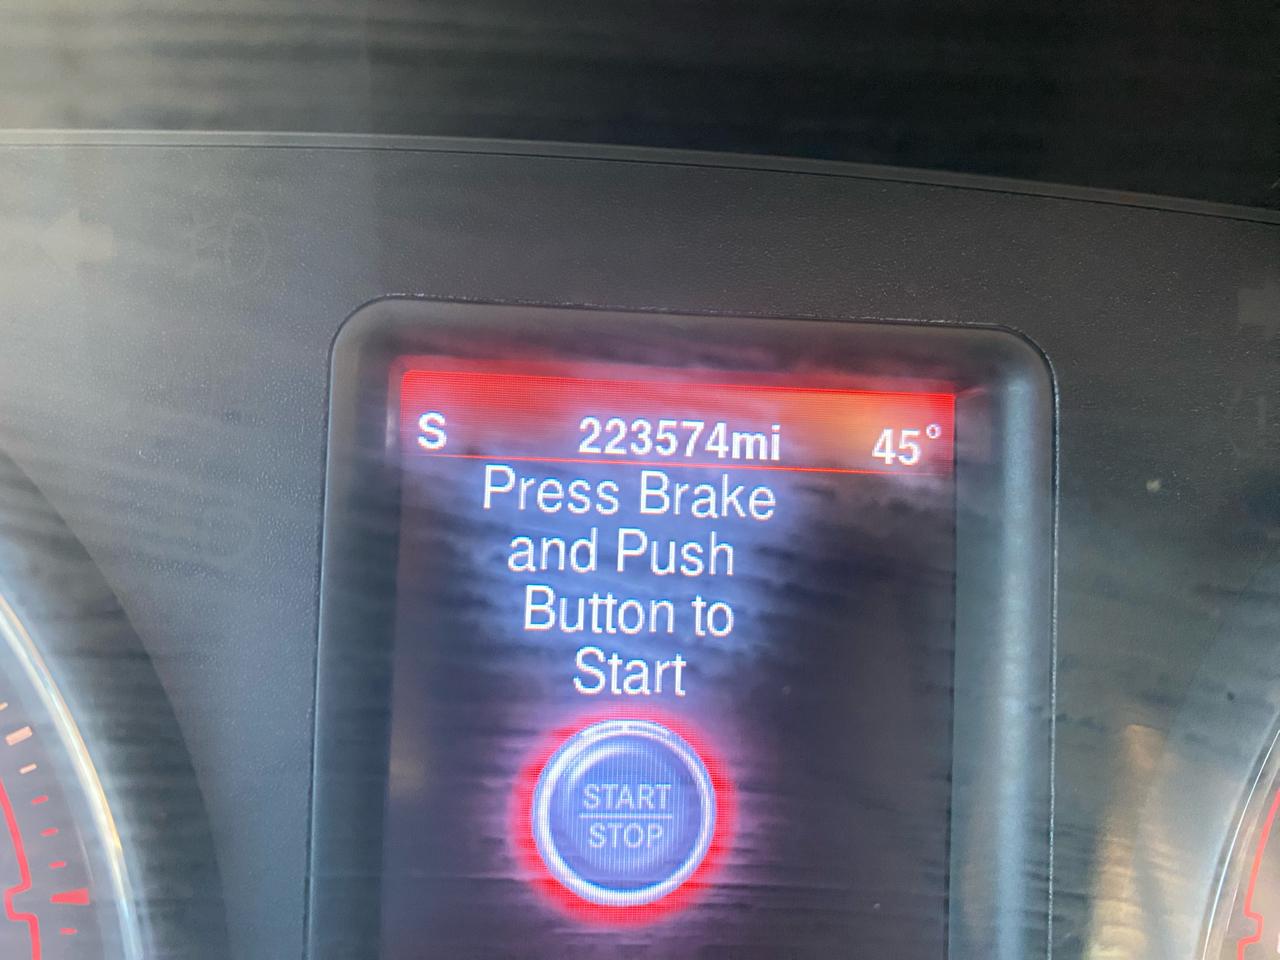 S 223574mi 45°
Press Brake
and Push
Button to
Start
START
STOP